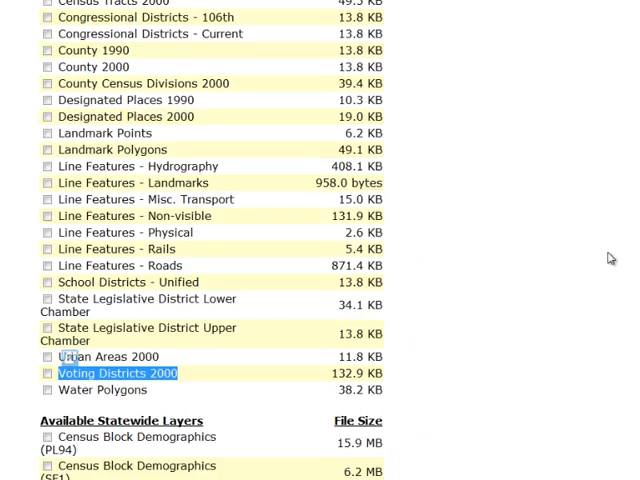 Census Tracts 2000 49.5 KB
Congressional Districts - 106th 13.8 KB
Congressional Districts - Current 13.8 KB
County 1990 13.8 KB
County 2000 13.8 KB
County Census Divisions 2000 39.4 KB
Designated Places 1990 10.3 KB
Designated Places 2000 19.0 KB
Landmark Points 6.2 KB
Landmark Polygons 49.1 KB
Line Features - Hydrography 408.1 KB
Line Features - Landmarks 958.0 bytes
Line Features - Misc. Transport 15.0 KB
Line Features - Non-visible 131.9 KB
Line Features - Physical 2.6 KB
Line Features - Rails 5.4 KB
Line Features - Roads 871.4 KB
School Districts - Unified 13.8 KB
State Legislative District Lower
Chamber 34.1 KB
State Legislative District Upper
Chamber 13.8 KB
Urban Areas 2000 11.8 KB
Voting Districts 2000 132.9 KB
Water Polygons 38.2 KB
Available Statewide Layers File Size
Census Block Demographics
(PL94) 15.9 MB
Census Block Demographics
(SF1) 6.2 MB